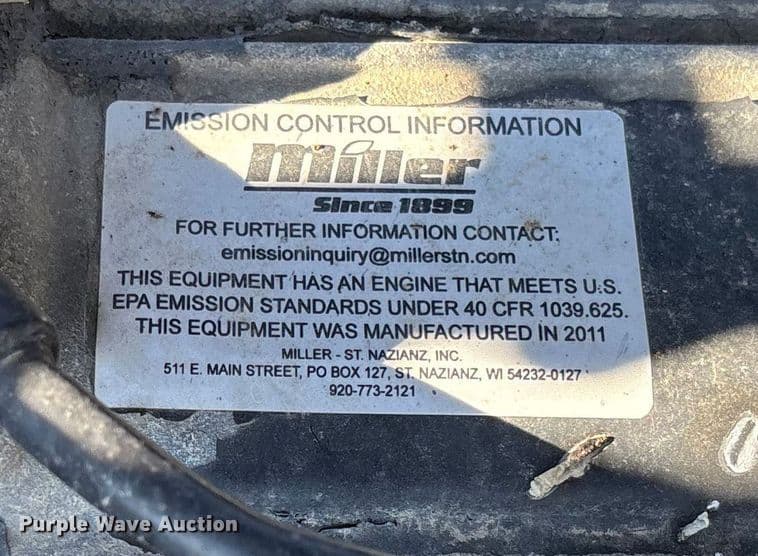 EMISSION CONTROL INFORMATION
Miller
Since 1899
FOR FURTHER INFORMATION CONTACT:
emissioninquiry@millerstn.com
THIS EQUIPMENT HAS AN ENGINE THAT MEETS U.S.
EPA EMISSION STANDARDS UNDER 40 CFR 1039.625.
THIS EQUIPMENT WAS MANUFACTURED IN 2011
MILLER - ST. NAZIANZ, INC.
511 E. MAIN STREET, PO BOX 127, ST. NAZIANZ, WI 54232-0127
920-773-2121
Purple Wave Auction